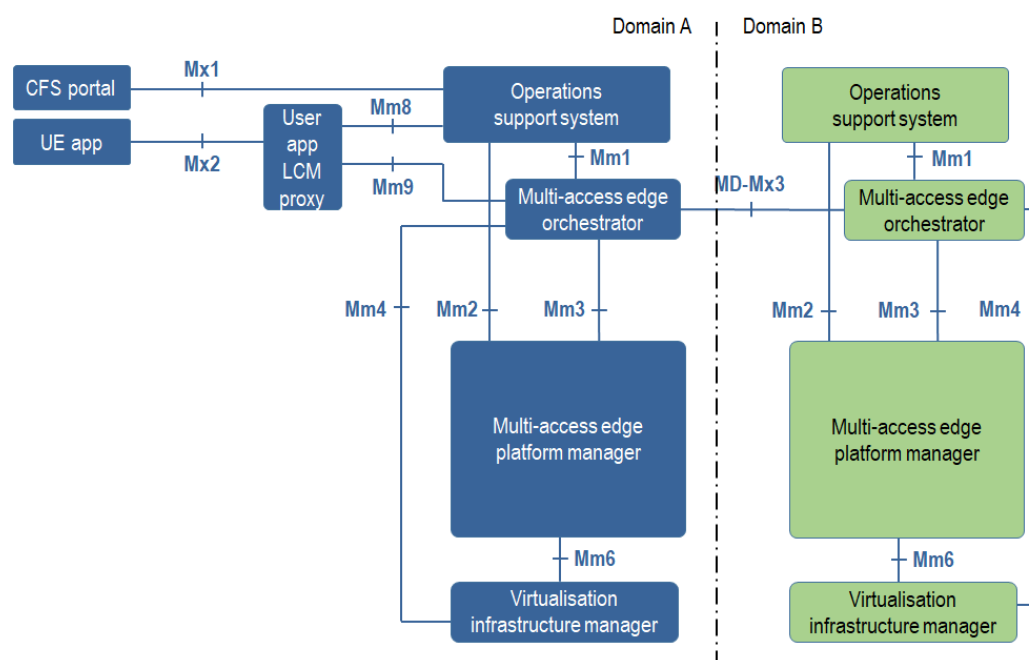 Domain A
Domain B
CFS portal
Mx1
Operations
support system
Operations
support system
UE app
Mx2
User
app
LCM
proxy
Mm8
Mm9
Mm1
Mm1
Multi-access edge
orchestrator
MD-Mx3
Multi-access edge
orchestrator
Mm4
Mm2
Mm3
Mm2
Mm3
Mm4
Multi-access edge
platform manager
Multi-access edge
platform manager
Mm6
Mm6
Virtualisation
infrastructure manager
Virtualisation
infrastructure manager